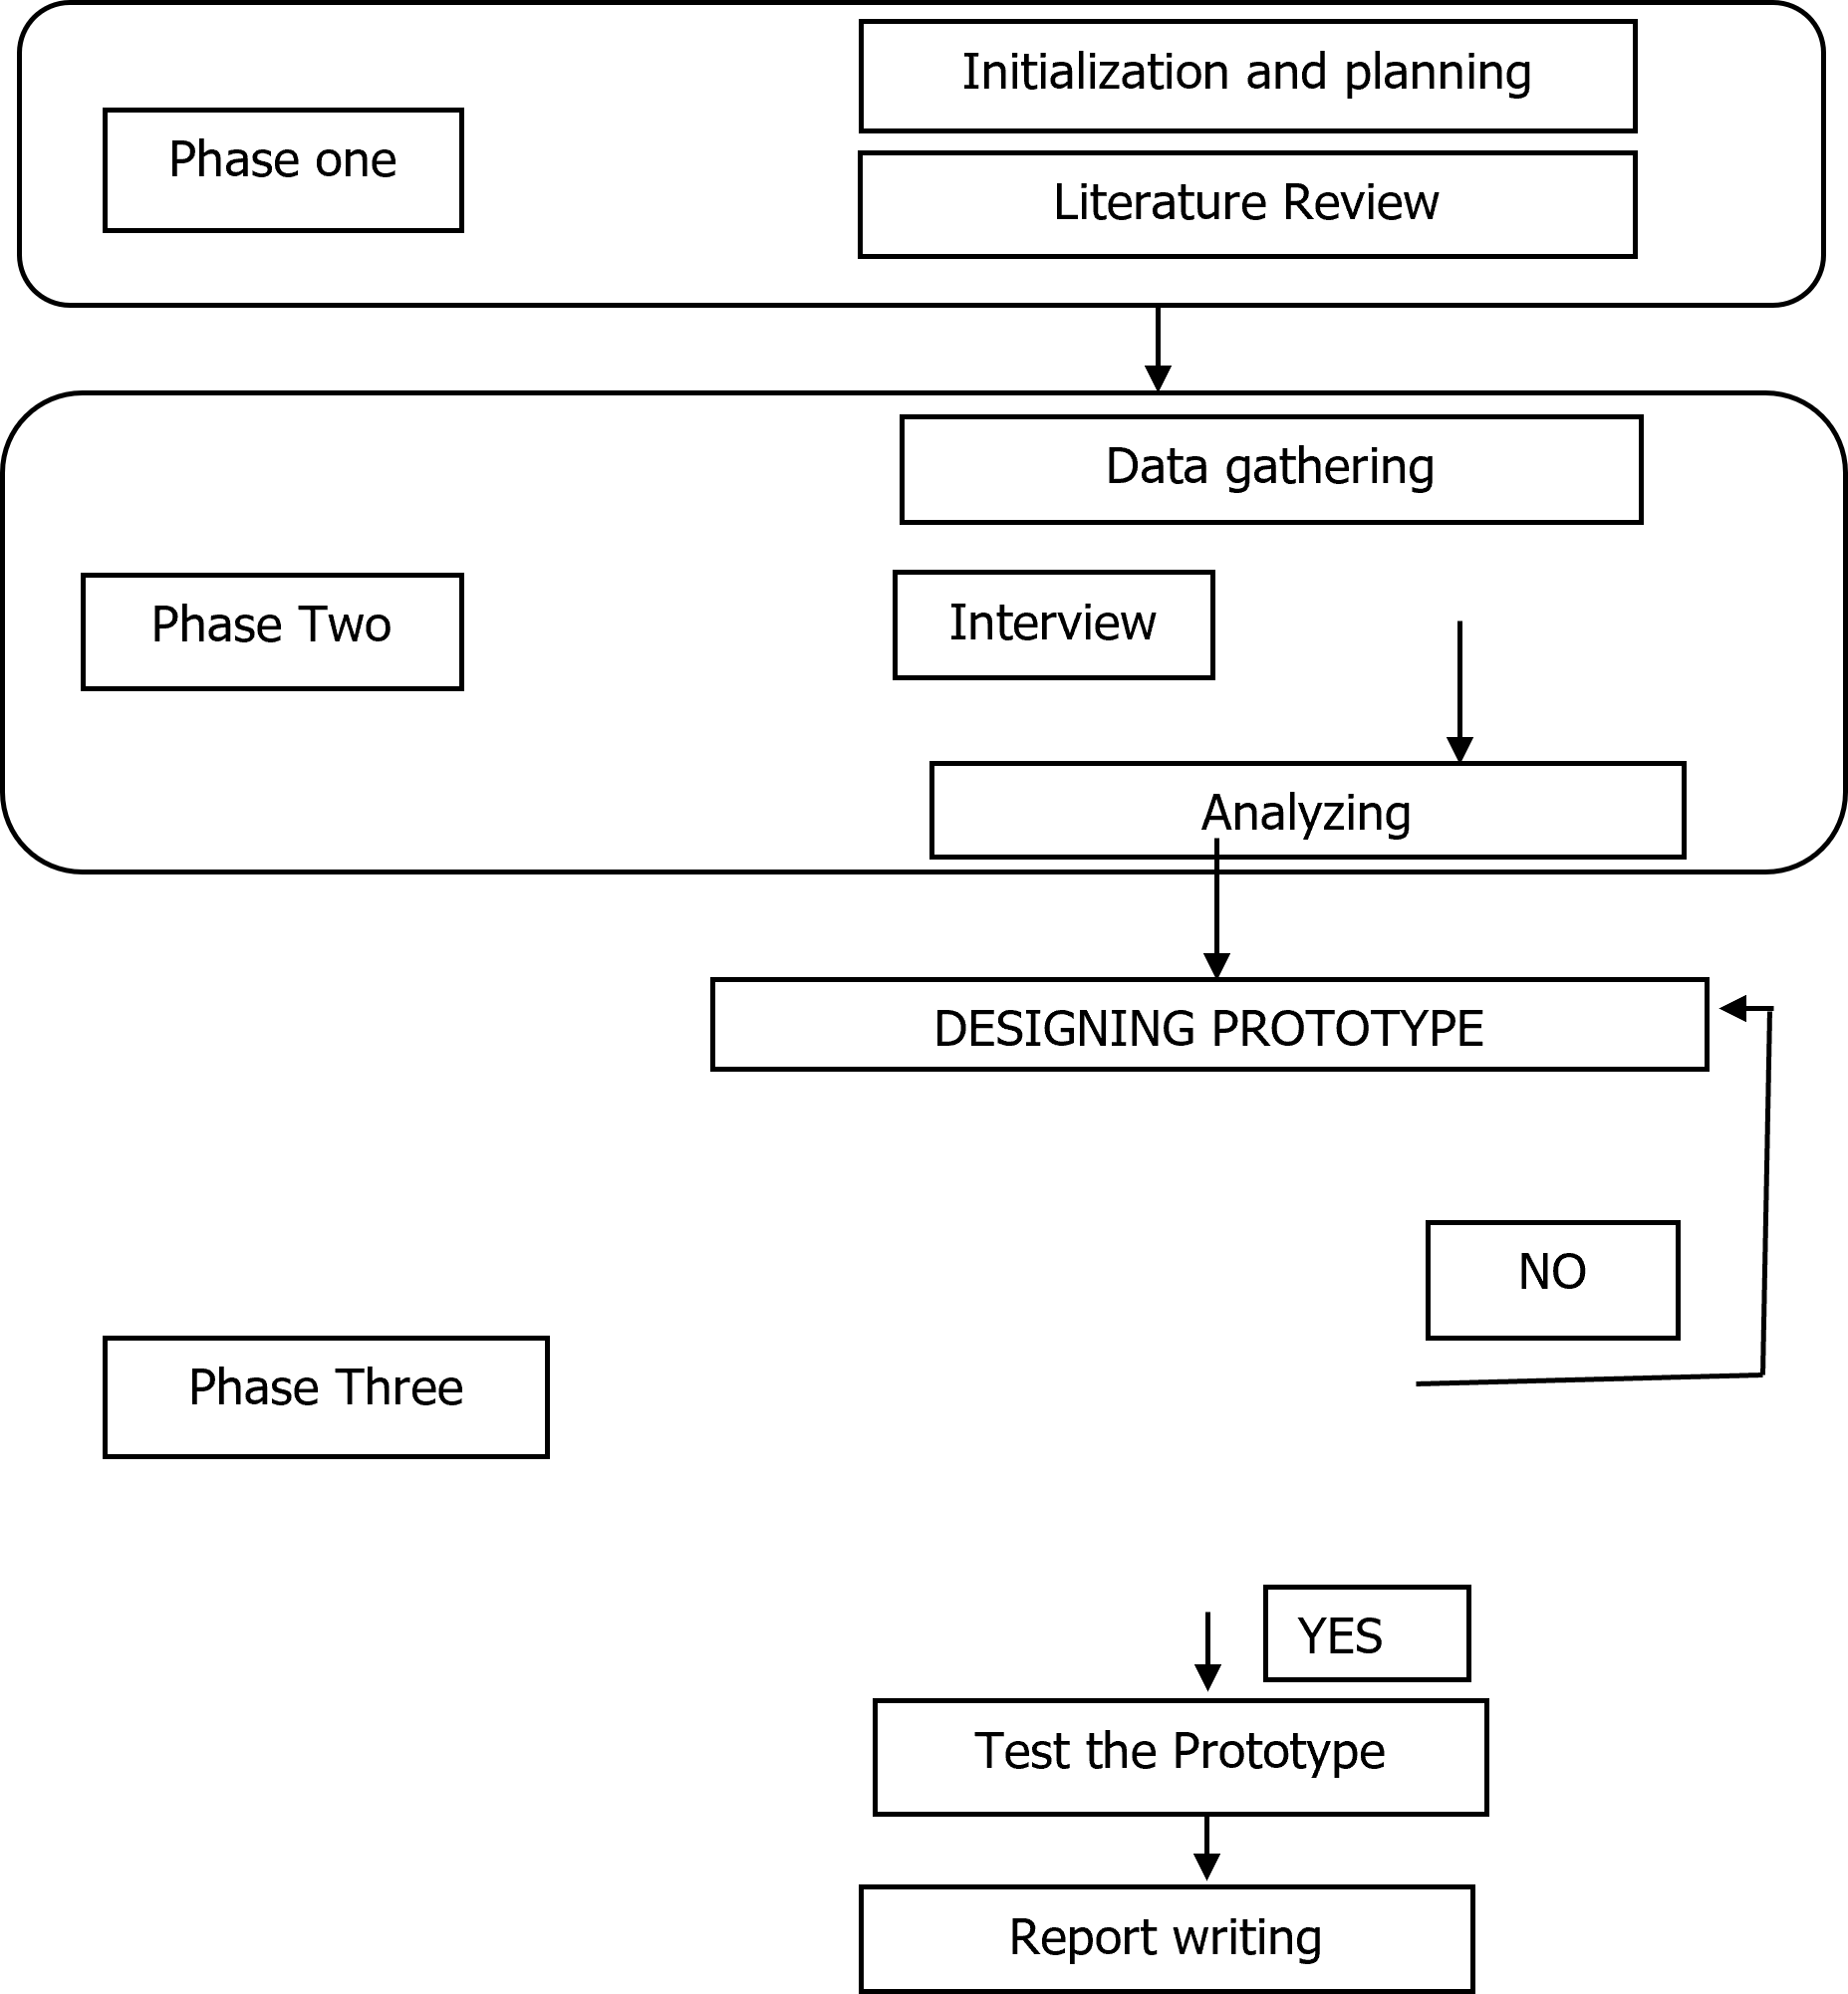 Initialization and planning
Phase one
Literature Review
Data gathering
Phase Two
Interview
Analyzing
DESIGNING PROTOTYPE
NO
Phase Three
YES
Test the Prototype
Report writing